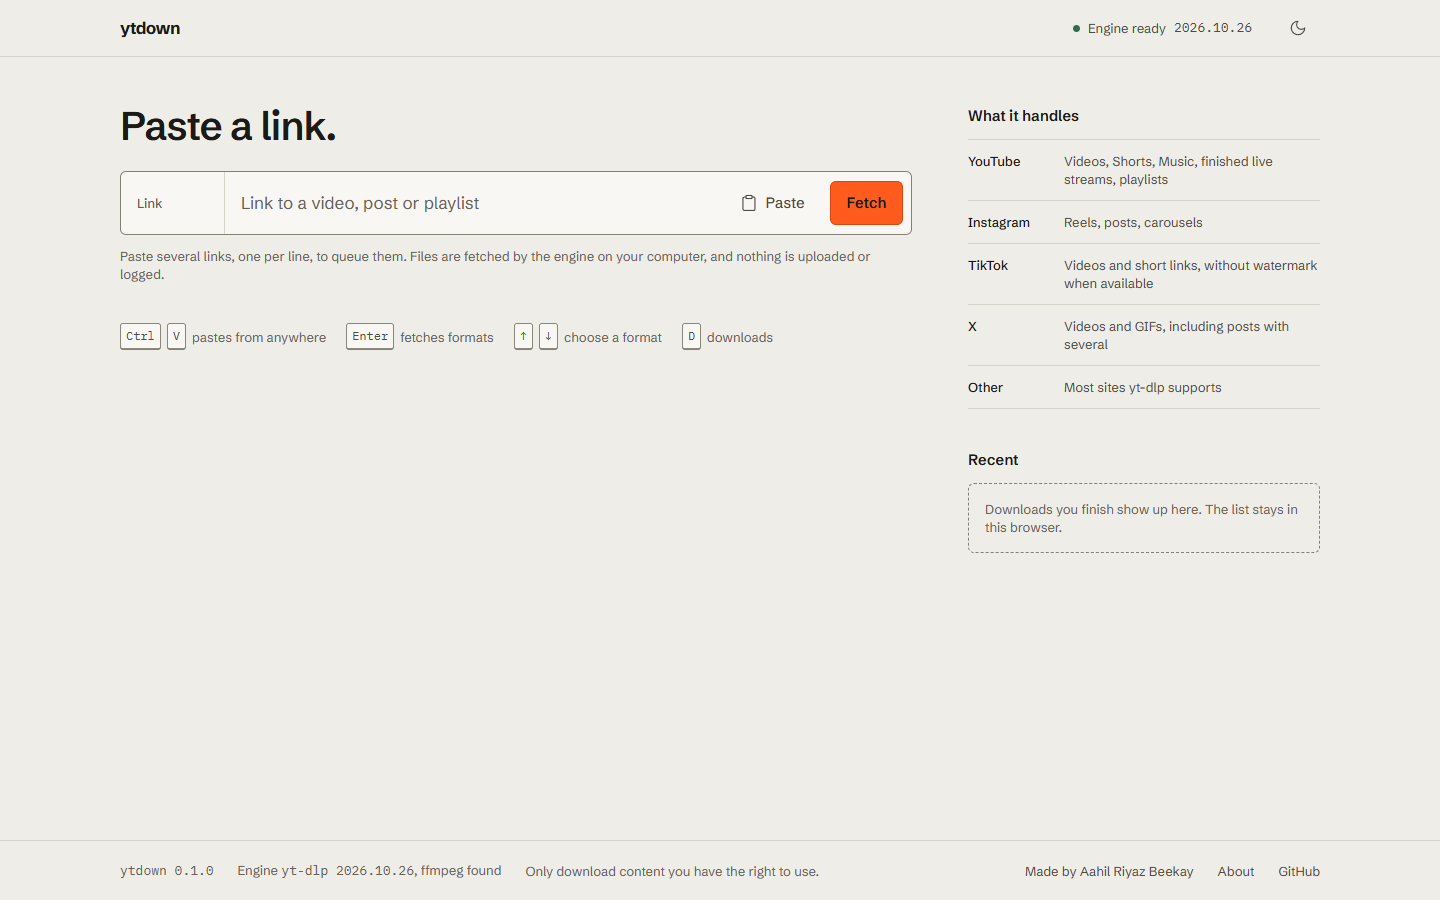 ytdown
Engine ready 2026.10.26
Paste a link.
Link
Link to a video, post or playlist
Paste
Fetch
Paste several links, one per line, to queue them. Files are fetched by the engine on your computer, and nothing is uploaded or
logged.
Ctrl V pastes from anywhere Enter fetches formats ↑ ↓ choose a format D downloads
What it handles
YouTube Videos, Shorts, Music, finished live
streams, playlists
Instagram Reels, posts, carousels
TikTok Videos and short links, without watermark
when available
X Videos and GIFs, including posts with
several
Other Most sites yt-dlp supports
Recent
Downloads you finish show up here. The list stays in
this browser.
ytdown 0.1.0 Engine yt-dlp 2026.10.26, ffmpeg found Only download content you have the right to use. Made by Aahil Riyaz Beekay About GitHub